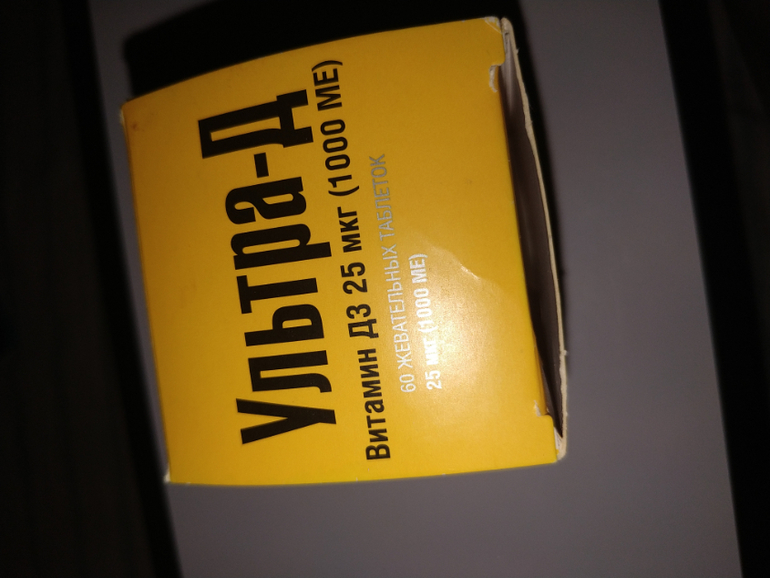 Ультра-Д
Витамин Д3 25 мкг (1000 МЕ)
60 ЖЕВАТЕЛЬНЫХ ТАБЛЕТОК
25 мкг (1000 МЕ)